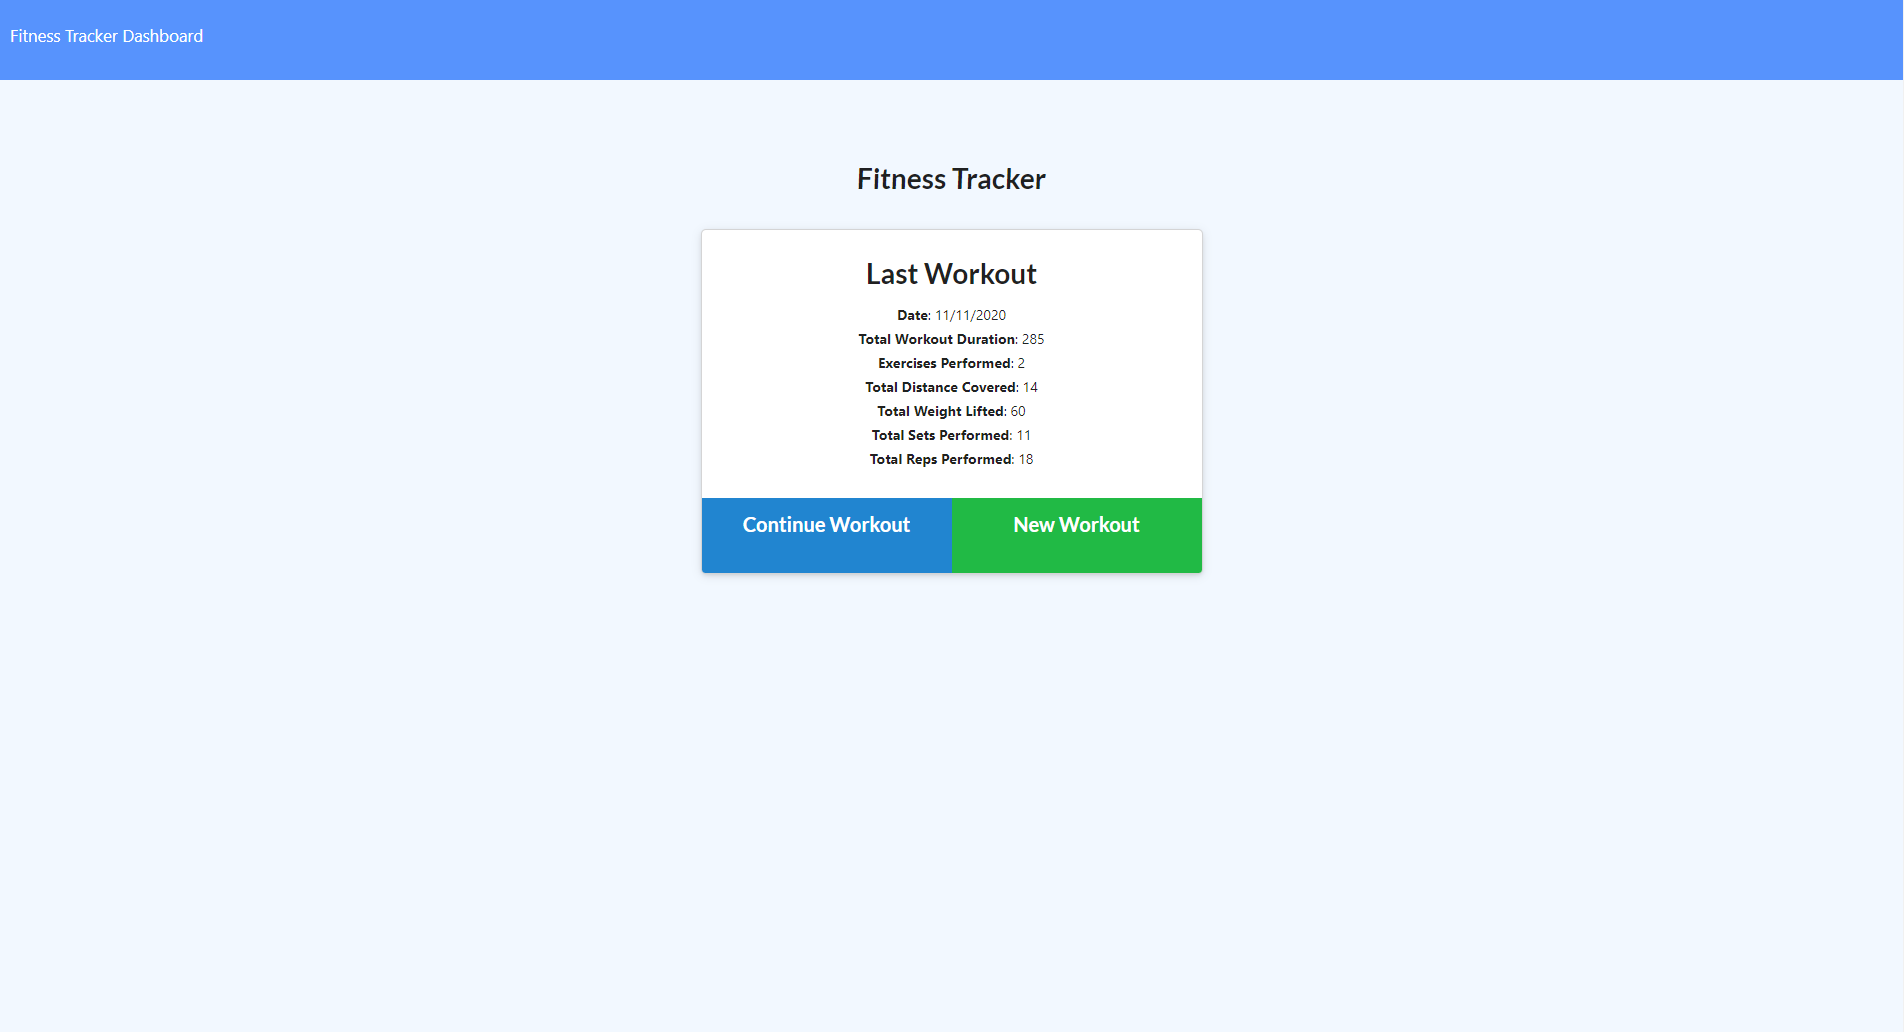 Fitness Tracker Dashboard
Fitness Tracker
Last Workout
Date: 11/11/2020
Total Workout Duration: 285
Exercises Performed: 2
Total Distance Covered: 14
Total Weight Lifted: 60
Total Sets Performed: 11
Total Reps Performed: 18
Continue Workout
New Workout